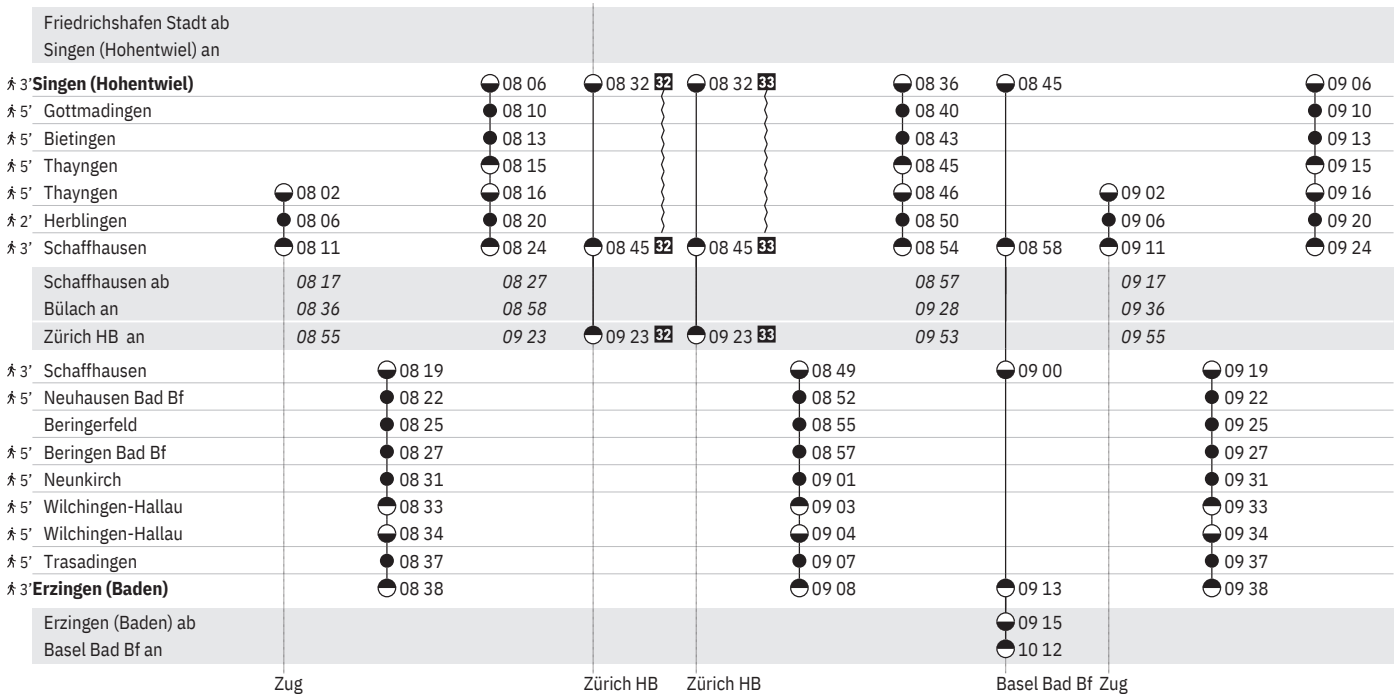 Friedrichshafen Stadt ab
Singen (Hohentwiel) an
3’ Singen (Hohentwiel) 08 06 08 32 32 08 32 33 08 36 08 45 09 06
5’ Gottmadingen 08 10 08 40 09 10
5’ Bietingen 08 13 08 43 09 13
5’ Thayngen 08 15 08 45 09 15
5’ Thayngen 08 02 08 16 08 46 09 02 09 16
2’ Herblingen 08 06 08 20 08 50 09 06 09 20
3’ Schaffhausen 08 11 08 24 08 45 32 08 45 33 08 54 08 58 09 11 09 24
Schaffhausen ab 08 17 08 27 08 57 09 17
Bülach an 08 36 08 58 09 28 09 36
Zürich HB an 08 55 09 23 09 23 32 09 23 33 09 53 09 55
3’ Schaffhausen 08 19 08 49 09 00 09 19
5’ Neuhausen Bad Bf 08 22 08 52 09 22
Beringerfeld 08 25 08 55 09 25
5’ Beringen Bad Bf 08 27 08 57 09 27
5’ Neunkirch 08 31 09 01 09 31
5’ Wilchingen-Hallau 08 33 09 03 09 33
5’ Wilchingen-Hallau 08 34 09 04 09 34
5’ Trasadingen 08 37 09 07 09 37
3’ Erzingen (Baden) 08 38 09 08 09 13 09 38
Erzingen (Baden) ab 09 15
Basel Bad Bf an 10 12
Zug Zürich HB Zürich HB Basel Bad Bf Zug